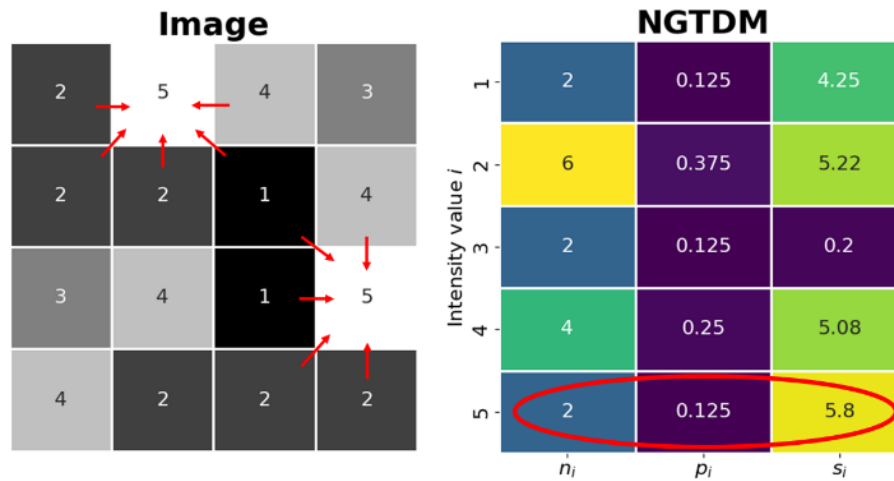 Image
2 5 4 3
2 2 1 4
3 4 1 5
4 2 2 2
NGTDM
Intensity value i
1 2 0.125 4.25
2 6 0.375 5.22
3 2 0.125 0.2
4 4 0.25 5.08
5 2 0.125 5.8
nᵢ pᵢ sᵢ